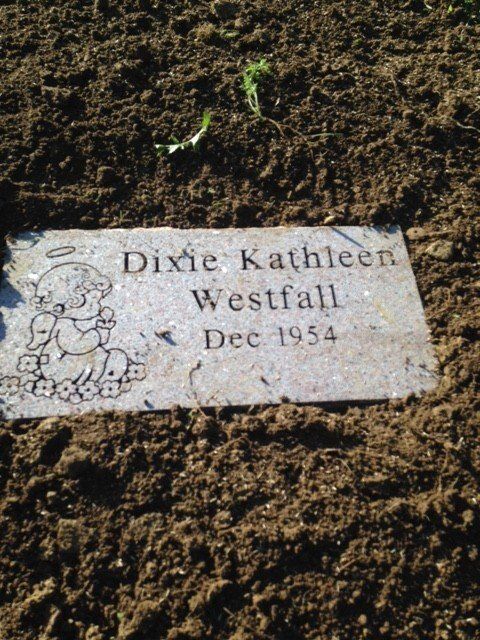 Dixie Kathleen
Westfall
Dec 1954